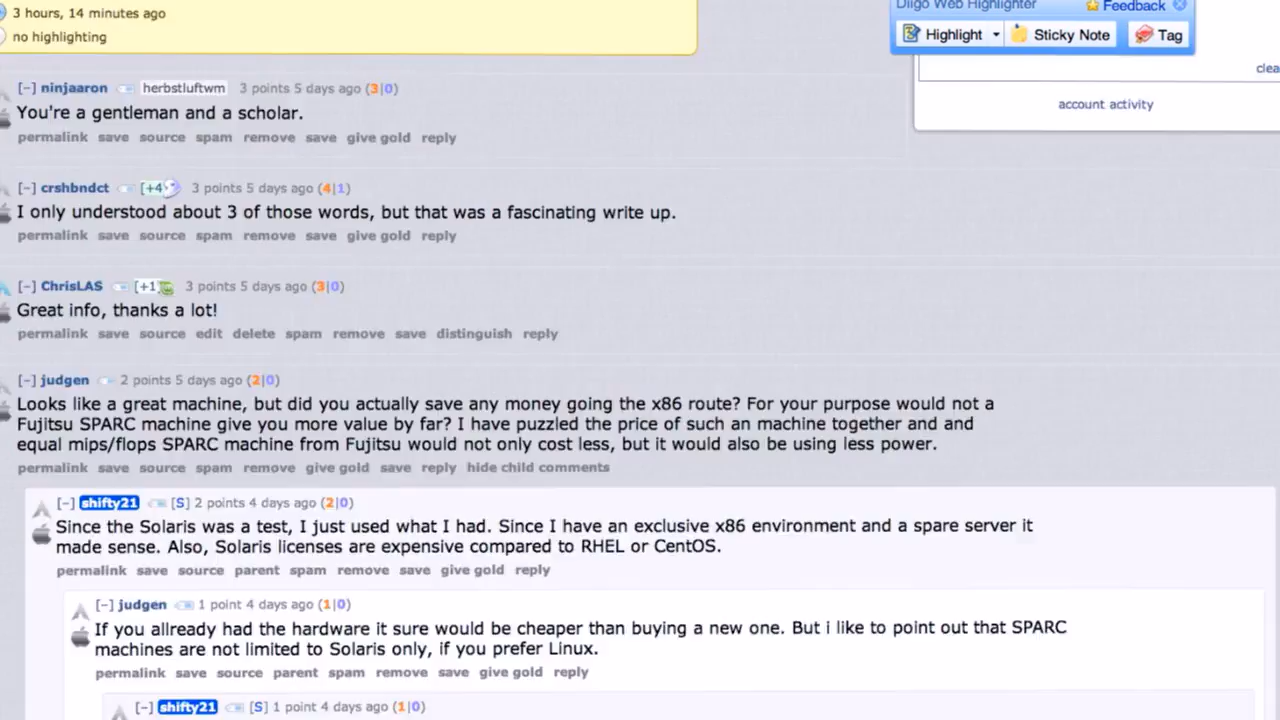 Diigo Web Highlighter
Feedback
3 hours, 14 minutes ago
no highlighting
Highlight
Sticky Note
Tag
clea
account activity
[–] ninjaaron herbstluftwm 3 points 5 days ago (3|0)
You're a gentleman and a scholar.
permalink save source spam remove save give gold reply
[–] crshbndct [+4] 3 points 5 days ago (4|1)
I only understood about 3 of those words, but that was a fascinating write up.
permalink save source spam remove save give gold reply
[–] ChrisLAS [+1] 3 points 5 days ago (3|0)
Great info, thanks a lot!
permalink save source edit delete spam remove save distinguish reply
[–] judgen 2 points 5 days ago (2|0)
Looks like a great machine, but did you actually save any money going the x86 route? For your purpose would not a
Fujitsu SPARC machine give you more value by far? I have puzzled the price of such an machine together and and
equal mips/flops SPARC machine from Fujitsu would not only cost less, but it would also be using less power.
permalink save source spam remove give gold save reply hide child comments
[–] shifty21 [S] 2 points 4 days ago (2|0)
Since the Solaris was a test, I just used what I had. Since I have an exclusive x86 environment and a spare server it
made sense. Also, Solaris licenses are expensive compared to RHEL or CentOS.
permalink save source parent spam remove save give gold reply
[–] judgen 1 point 4 days ago (1|0)
If you allready had the hardware it sure would be cheaper than buying a new one. But i like to point out that SPARC
machines are not limited to Solaris only, if you prefer Linux.
permalink save source parent spam remove save give gold reply
[–] shifty21 [S] 1 point 4 days ago (1|0)